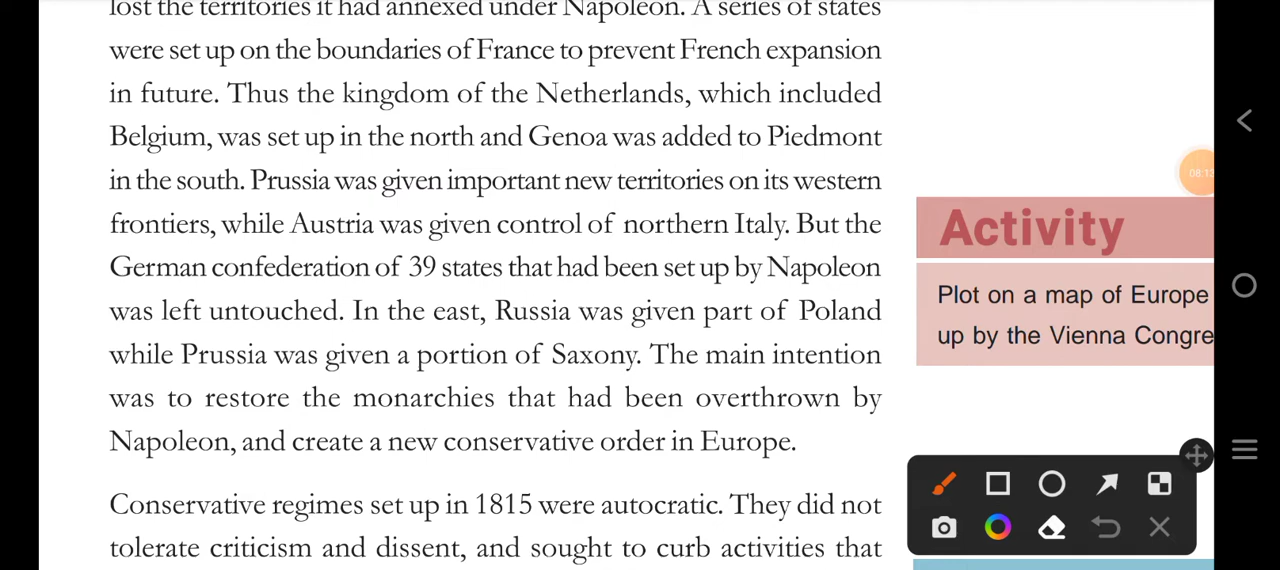 lost the territories it had annexed under Napoleon. A series of states
were set up on the boundaries of France to prevent French expansion
in future. Thus the kingdom of the Netherlands, which included
Belgium, was set up in the north and Genoa was added to Piedmont
in the south. Prussia was given important new territories on its western
frontiers, while Austria was given control of northern Italy. But the
German confederation of 39 states that had been set up by Napoleon
was left untouched. In the east, Russia was given part of Poland
while Prussia was given a portion of Saxony. The main intention
was to restore the monarchies that had been overthrown by
Napoleon, and create a new conservative order in Europe.
Conservative regimes set up in 1815 were autocratic. They did not
tolerate criticism and dissent, and sought to curb activities that
08:13
Activity
Plot on a map of Europe
up by the Vienna Congre